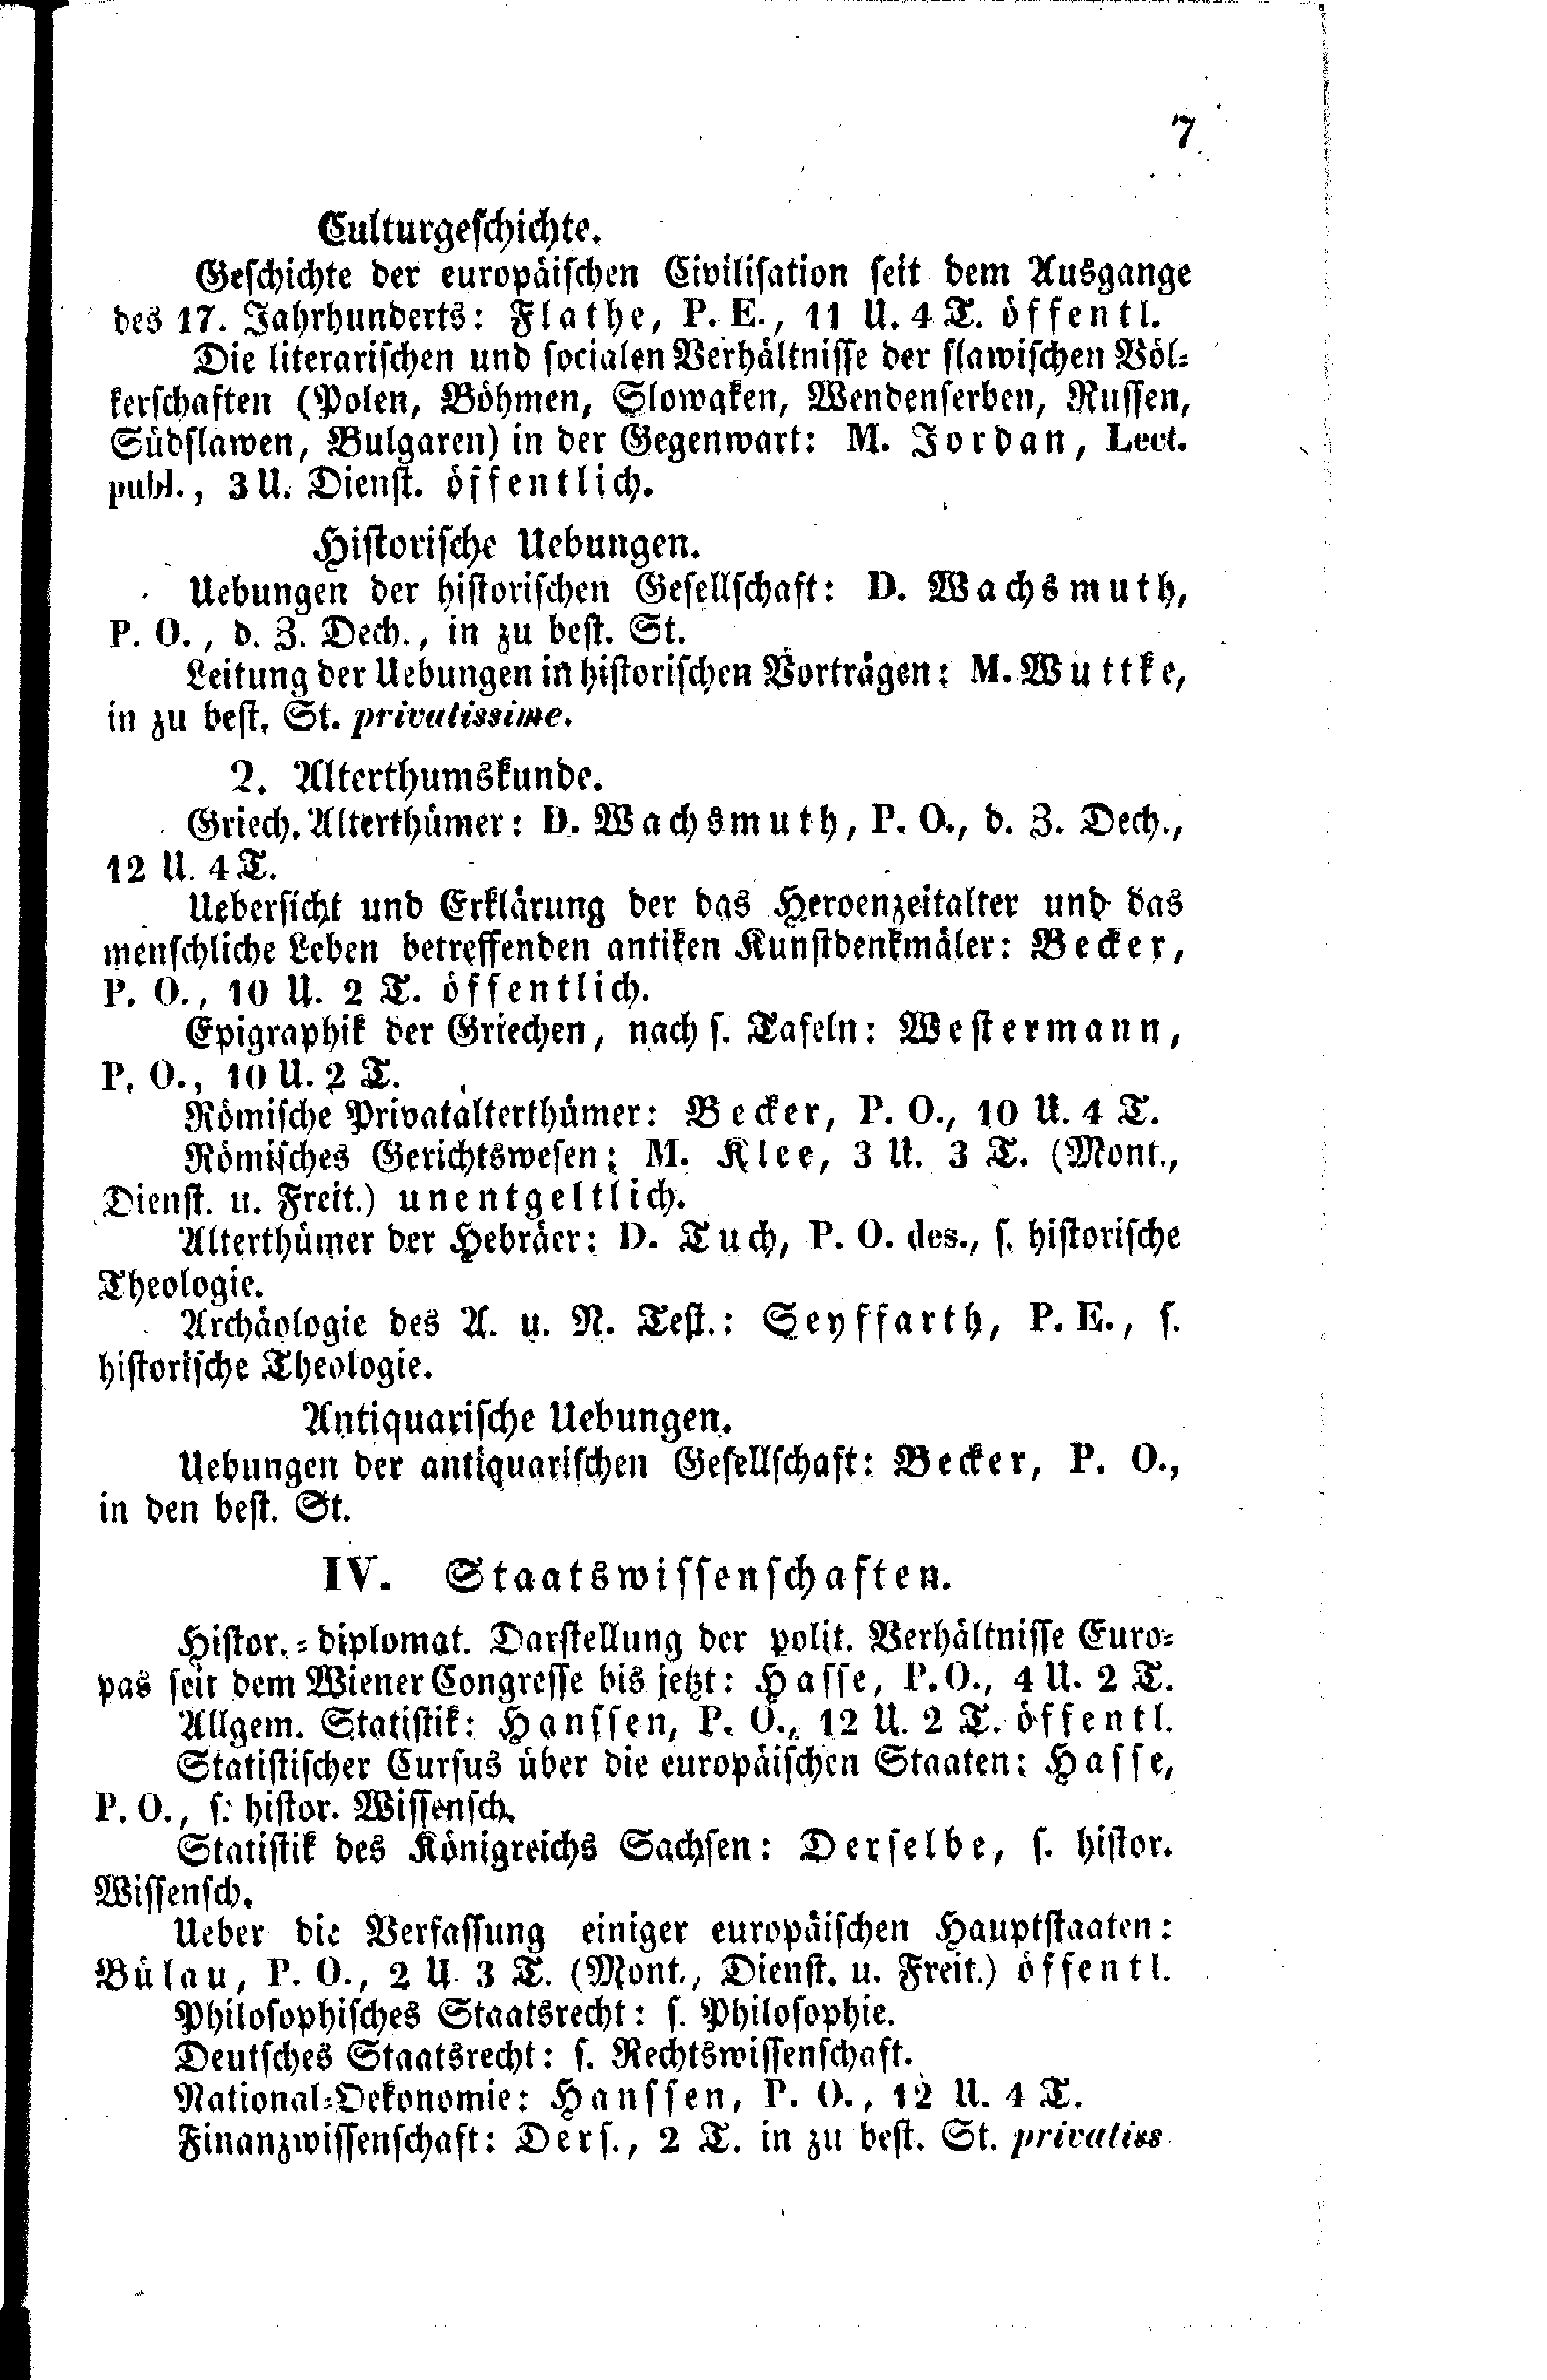 7
Culturgeschichte.
Geschichte der europäischen Civilisation seit dem Ausgange
des 17. Jahrhunderts: Flathe, P. E., 11 U. 4 T. öffentl.
Die literarischen und socialen Verhältnisse der slawischen Völ-
kerschaften (Polen, Böhmen, Slowaken, Wendenserben, Russen,
Südslawen, Bulgaren) in der Gegenwart: M. Jordan, Lect.
publ., 3 U. Dienst. öffentlich.
Historische Uebungen.
Uebungen der historischen Gesellschaft: D. Wachsmuth,
P. O., d. Z. Dech., in zu best. St.
Leitung der Uebungen in historischen Vorträgen: M. Wuttke,
in zu best. St. privatissime.
2. Alterthumskunde.
Griech. Alterthümer: D. Wachsmuth, P. O., d. Z. Dech.,
12 U. 4 T.
Uebersicht und Erklärung der das Heroenzeitalter und das
menschliche Leben betreffenden antiken Kunstdenkmäler: Becker,
P. O., 10 U. 2 T. öffentlich.
Epigraphik der Griechen, nach s. Tafeln: Westermann,
P. O., 10 U. 2 T.
Römische Privatalterthümer: Becker, P. O., 10 U. 4 T.
Römisches Gerichtswesen: M. Klee, 3 U. 3 T. (Mont.,
Dienst. u. Freit.) unentgeltlich.
Alterthümer der Hebräer: D. Tuch, P. O. des., s. historische
Theologie.
Archäologie des A. u. N. Test.: Seyffarth, P. E., s.
historische Theologie.
Antiquarische Uebungen.
Uebungen der antiquarischen Gesellschaft: Becker, P. O.,
in den best. St.
IV. Staatswissenschaften.
Histor.-diplomat. Darstellung der polit. Verhältnisse Euro-
pas seit dem Wiener Congresse bis jetzt: Hasse, P. O., 4 U. 2 T.
Allgem. Statistik: Hanssen, P. O., 12 U. 2 T. öffentl.
Statistischer Cursus über die europäischen Staaten: Hasse,
P. O., s. histor. Wissensch.
Statistik des Königreichs Sachsen: Derselbe, s. histor.
Wissensch.
Ueber die Verfassung einiger europäischen Hauptstaaten:
Bülau, P. O., 2 U. 3 T. (Mont., Dienst. u. Freit.) öffentl.
Philosophisches Staatsrecht: s. Philosophie.
Deutsches Staatsrecht: s. Rechtswissenschaft.
National-Oekonomie: Hanssen, P. O., 12 U. 4 T.
Finanzwissenschaft: Ders., 2 T. in zu best. St. privatiss